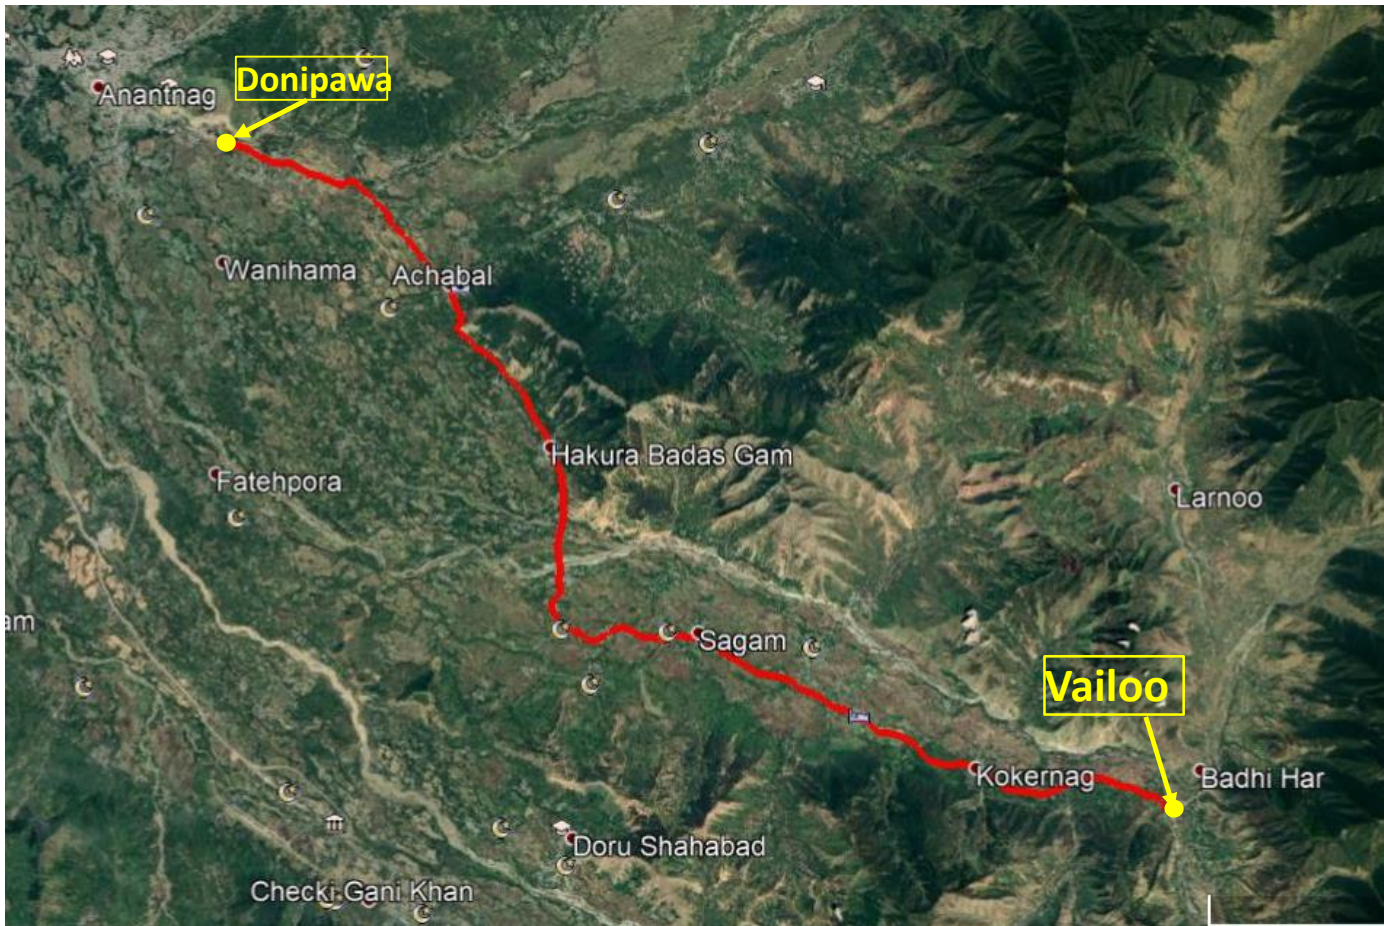 Donipawa
Anantnag
Wanihama
Achabal
Hakura Badas Gam
Fatehpora
Larnoo
am
Sagam
Vailoo
Kokernag
Badhi Har
Doru Shahabad
Checki Gani Khan